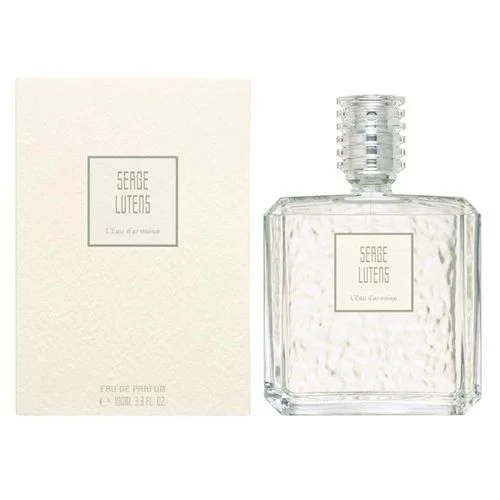 SERGE
LUTENS
L'Eau d'armoise
EAU DE PARFUM
℮ 100ML 3.3 FL. OZ.
SERGE
LUTENS
L'Eau d'armoise